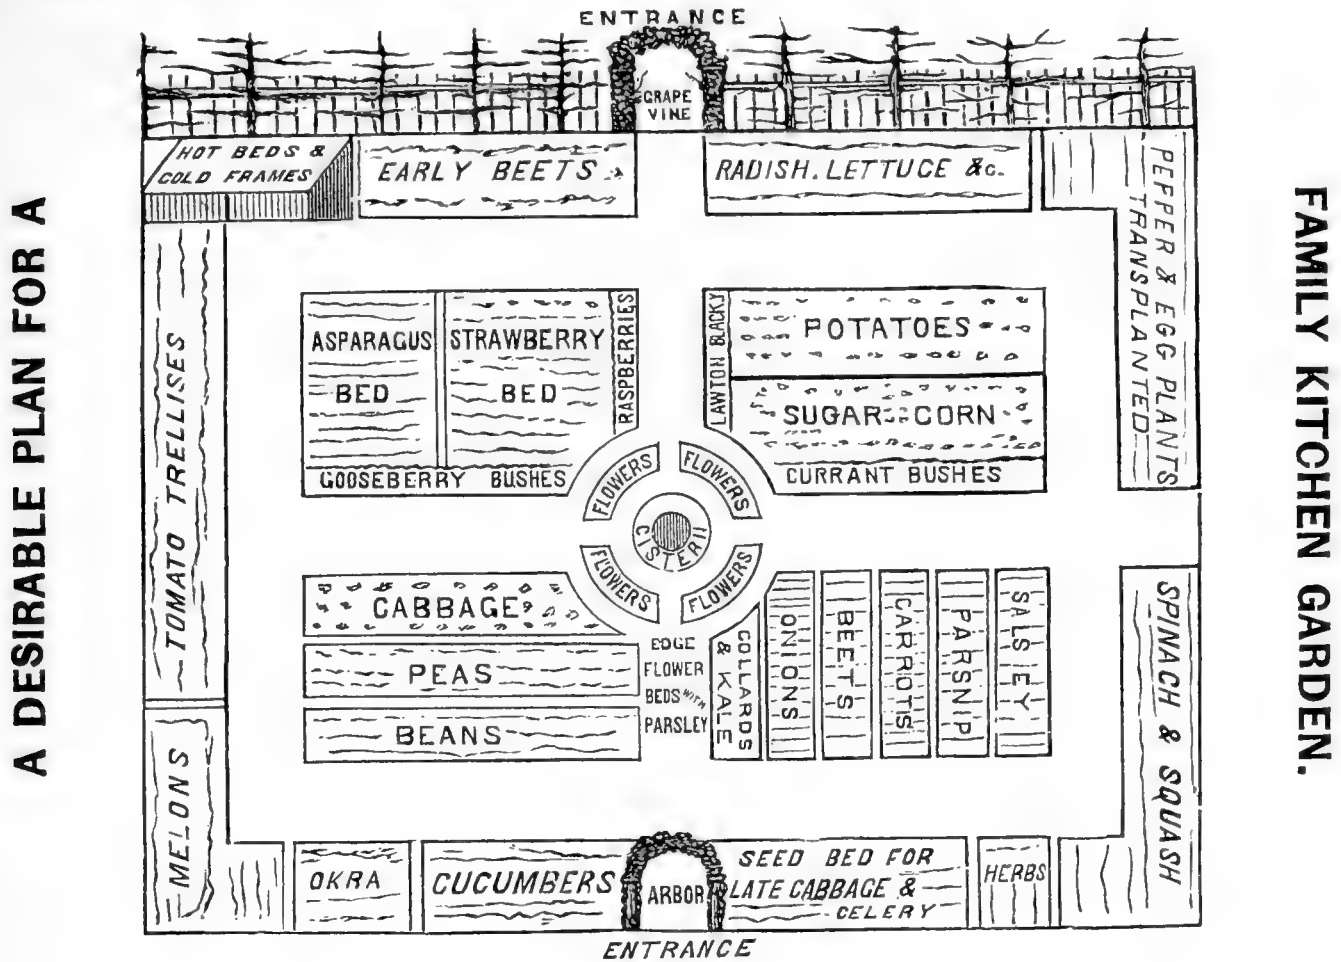 A DESIRABLE PLAN FOR A
FAMILY KITCHEN GARDEN.
ENTRANCE
GRAPE
VINE
HOT BEDS &
COLD FRAMES
EARLY BEETS
RADISH. LETTUCE &c.
PEPPER & EGG PLANTS
TRANSPLANTED
TOMATO TRELLISES
ASPARAGUS
BED
STRAWBERRY
BED
RASPBERRIES
GOOSEBERRY BUSHES
LAWTON BLACKY
POTATOES
SUGAR CORN
CURRANT BUSHES
FLOWERS
FLOWERS
CISTERN
FLOWERS
FLOWERS
CABBAGE
PEAS
BEANS
EDGE
FLOWER
BEDS WITH
PARSLEY
COLLARDS
& KALE
ONIONS
BEETS
CARROTS
PARSNIP
SALSIFY
SPINACH & SQUASH
MELONS
OKRA
CUCUMBERS
ARBOR
SEED BED FOR
LATE CABBAGE &
CELERY
HERBS
ENTRANCE